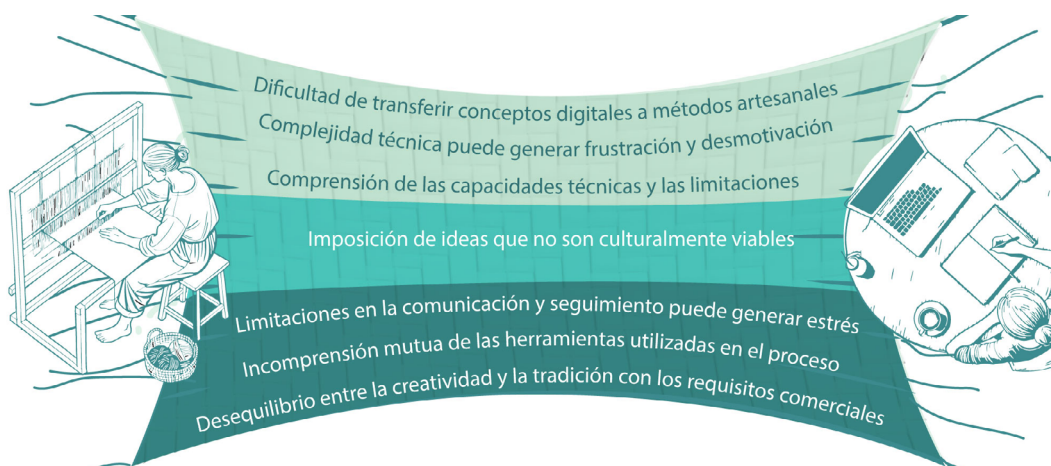 Dificultad de transferir conceptos digitales a métodos artesanales
Complejidad técnica puede generar frustración y desmotivación
Comprensión de las capacidades técnicas y las limitaciones
Imposición de ideas que no son culturalmente viables
Limitaciones en la comunicación y seguimiento puede generar estrés
Incomprensión mutua de las herramientas utilizadas en el proceso
Desequilibrio entre la creatividad y la tradición con los requisitos comerciales